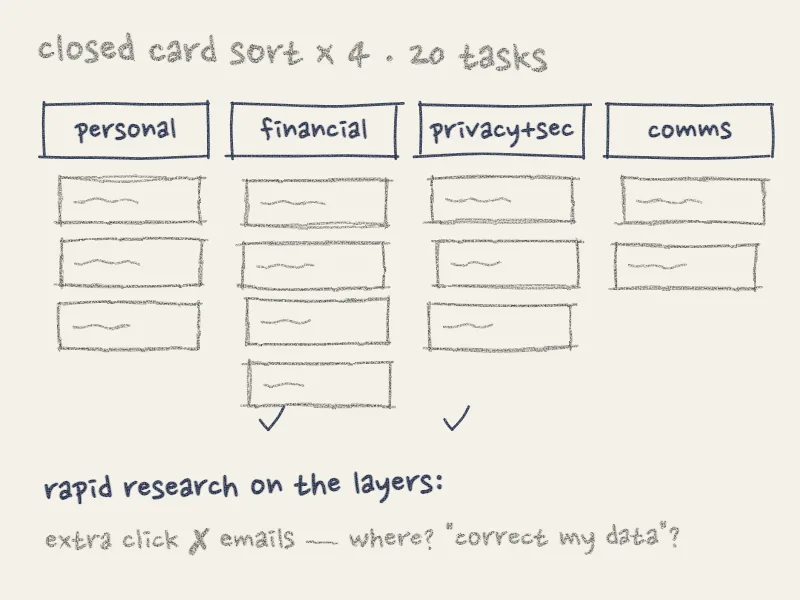 closed card sort x 4 · 20 tasks
personal
financial
privacy+sec
comms
rapid research on the layers:
extra click ✗ emails — where? "correct my data"?